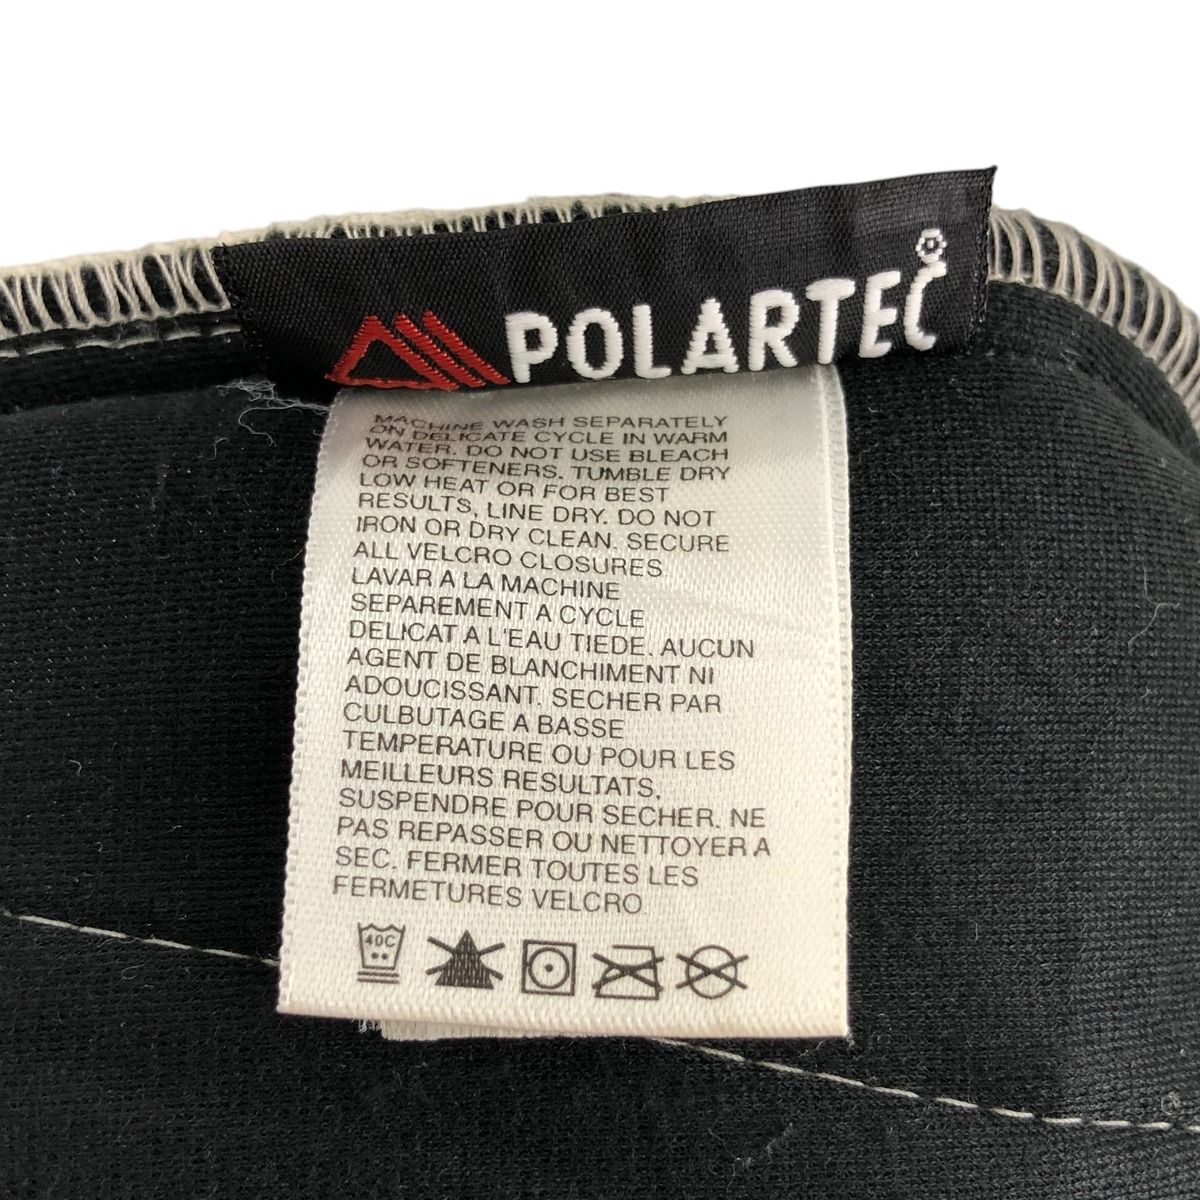 POLARTEC®
MACHINE WASH SEPARATELY
ON DELICATE CYCLE IN WARM
WATER. DO NOT USE BLEACH
OR SOFTENERS. TUMBLE DRY
LOW HEAT OR FOR BEST
RESULTS, LINE DRY. DO NOT
IRON OR DRY CLEAN. SECURE
ALL VELCRO CLOSURES.
LAVAR A LA MACHINE
SEPAREMENT A CYCLE
DELICAT A L'EAU TIEDE. AUCUN
AGENT DE BLANCHIMENT NI
ADOUCISSANT. SECHER PAR
CULBUTAGE A BASSE
TEMPERATURE OU POUR LES
MEILLEURS RESULTATS,
SUSPENDRE POUR SECHER. NE
PAS REPASSER OU NETTOYER A
SEC. FERMER TOUTES LES
FERMETURES VELCRO.
40C